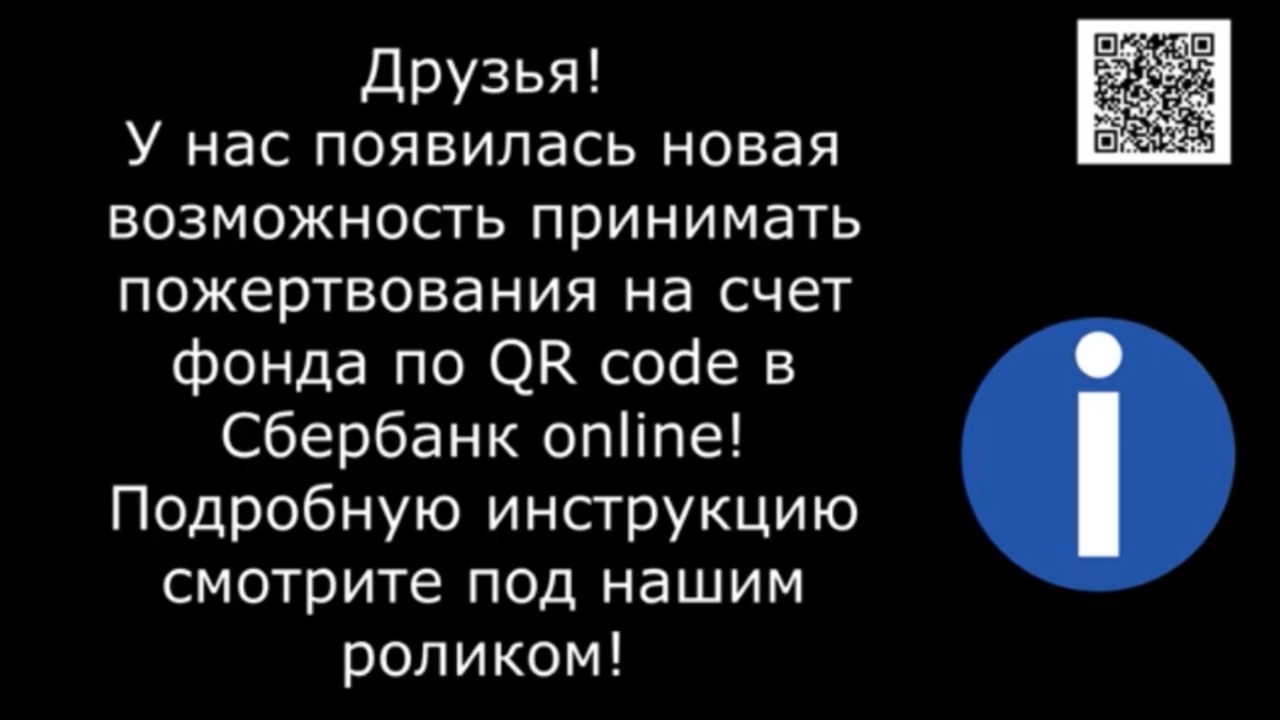 Друзья!
У нас появилась новая
возможность принимать
пожертвования на счет
фонда по QR code в
Сбербанк online!
Подробную инструкцию
смотрите под нашим
роликом!